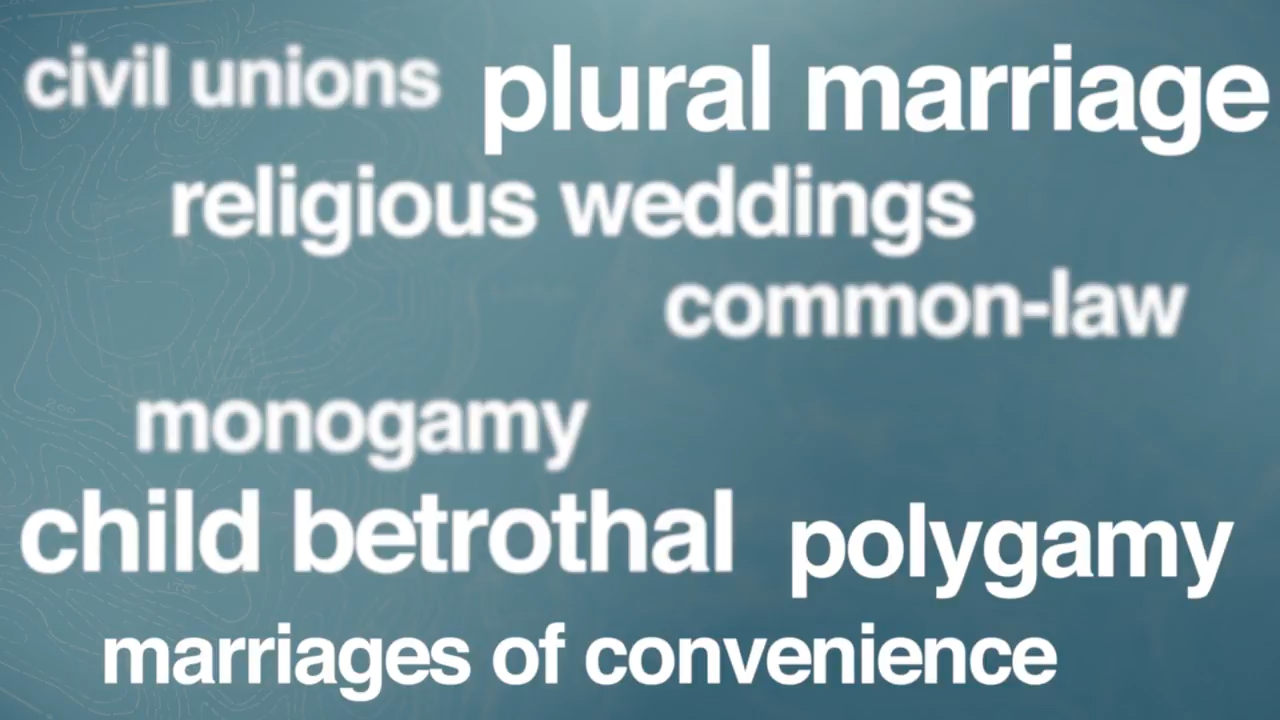 civil unions plural marriage
religious weddings
common-law
monogamy
child betrothal polygamy
marriages of convenience